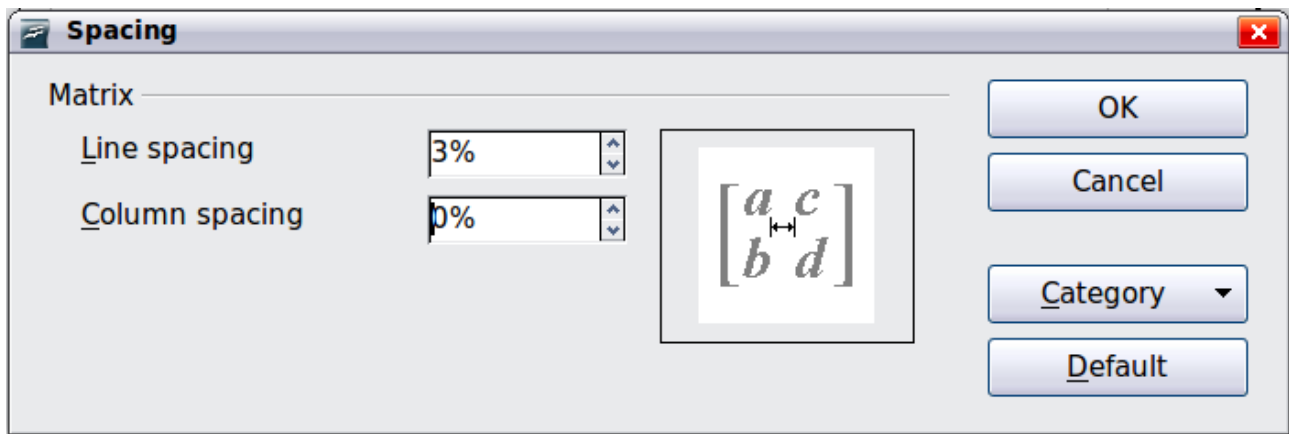 Spacing
Matrix
Line spacing 3%
Column spacing 0%
a c
b d
OK
Cancel
Category
Default